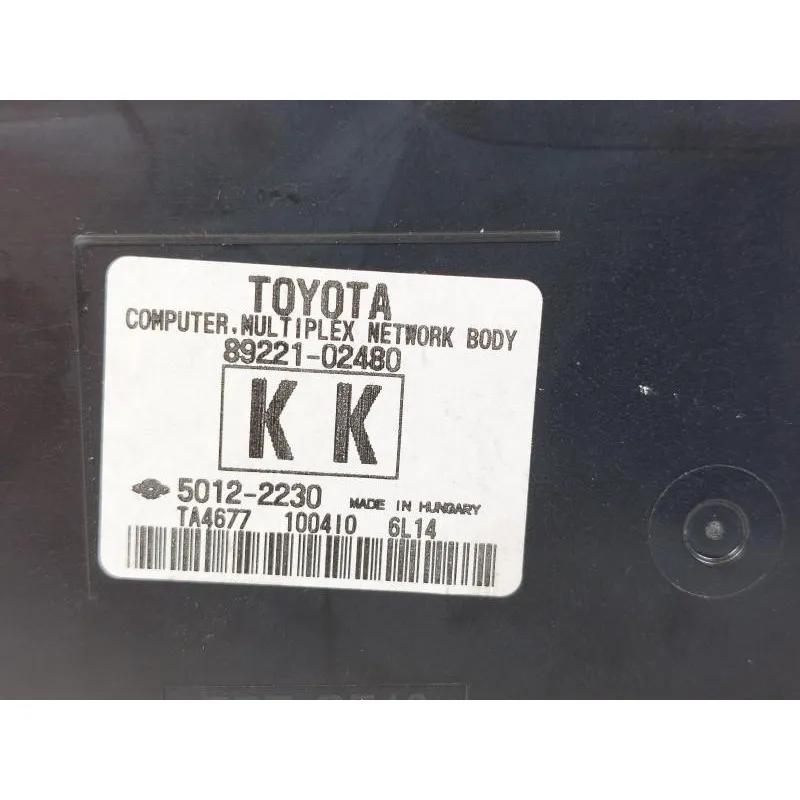 TOYOTA
COMPUTER, MULTIPLEX NETWORK BODY
89221-02480
K K
5012-2230 MADE IN HUNGARY
TA4677 100410 6L14